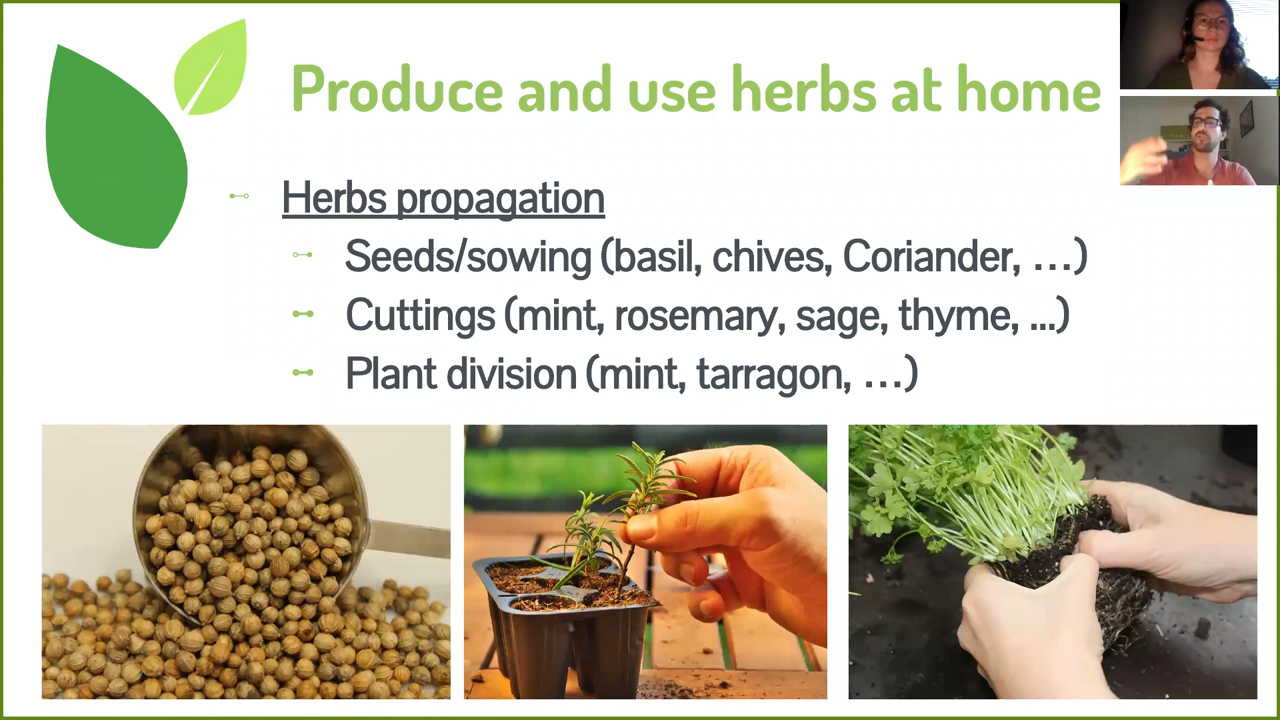 Produce and use herbs at home
Herbs propagation
Seeds/sowing (basil, chives, Coriander, …)
Cuttings (mint, rosemary, sage, thyme, ...)
Plant division (mint, tarragon, …)